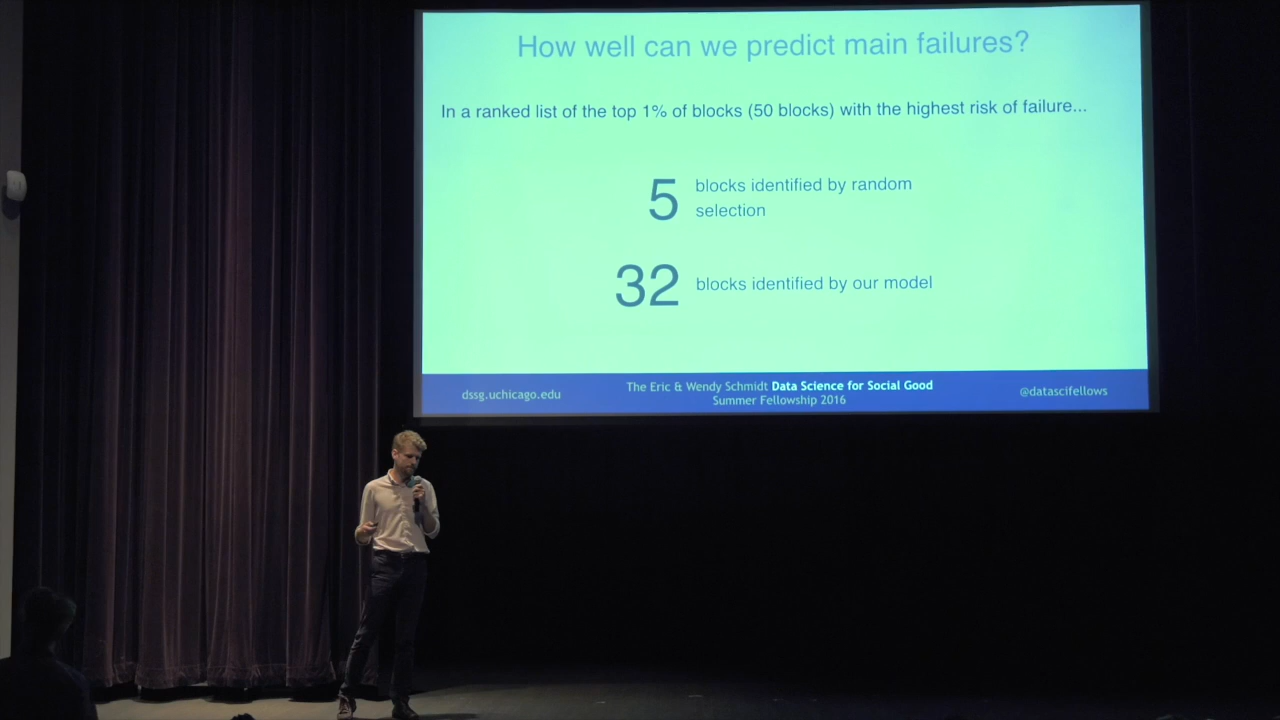 How well can we predict main failures?
In a ranked list of the top 1% of blocks (50 blocks) with the highest risk of failure...
5 blocks identified by random
selection
32 blocks identified by our model
dssg.uchicago.edu
The Eric & Wendy Schmidt Data Science for Social Good
Summer Fellowship 2016
@datascifellows